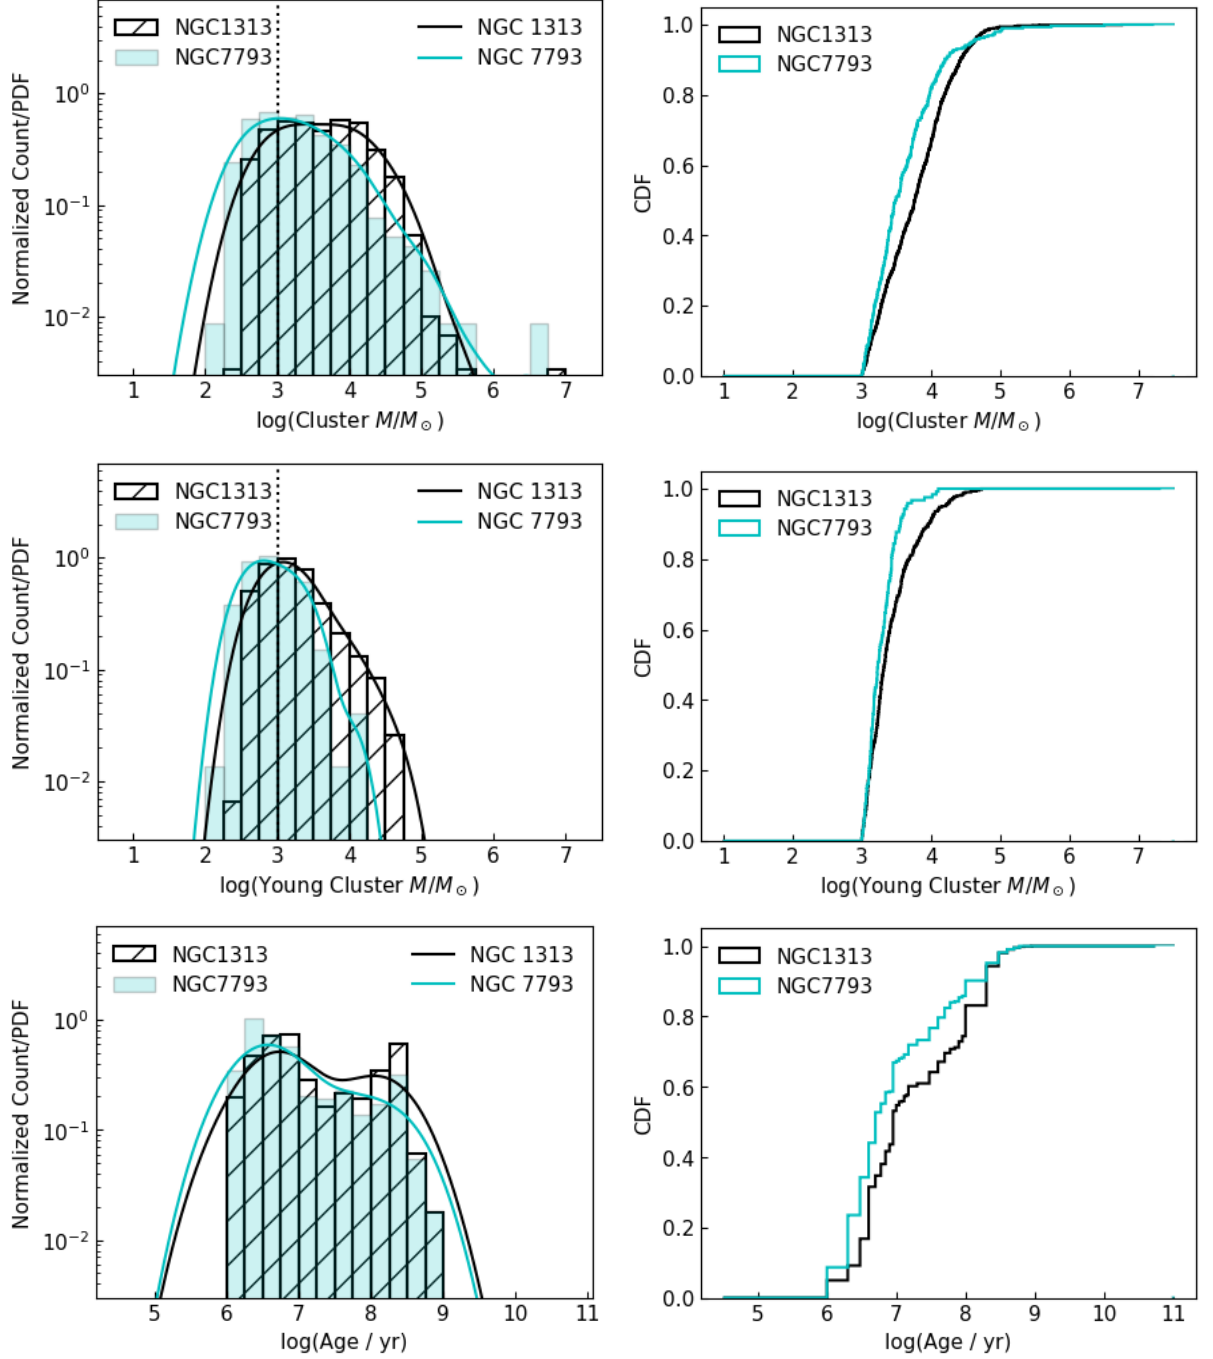 NGC1313
NGC7793
NGC 1313
NGC 7793
Normalized Count/PDF
10⁰
10⁻¹
10⁻²
1 2 3 4 5 6 7
log(Cluster M/M⊙)
NGC1313
NGC7793
CDF
1.0
0.8
0.6
0.4
0.2
0.0
1 2 3 4 5 6 7
log(Cluster M/M⊙)
NGC1313
NGC7793
NGC 1313
NGC 7793
Normalized Count/PDF
10⁰
10⁻¹
10⁻²
1 2 3 4 5 6 7
log(Young Cluster M/M⊙)
NGC1313
NGC7793
CDF
1.0
0.8
0.6
0.4
0.2
0.0
1 2 3 4 5 6 7
log(Young Cluster M/M⊙)
NGC1313
NGC7793
NGC 1313
NGC 7793
Normalized Count/PDF
10⁰
10⁻¹
10⁻²
5 6 7 8 9 10 11
log(Age / yr)
NGC1313
NGC7793
CDF
1.0
0.8
0.6
0.4
0.2
0.0
5 6 7 8 9 10 11
log(Age / yr)